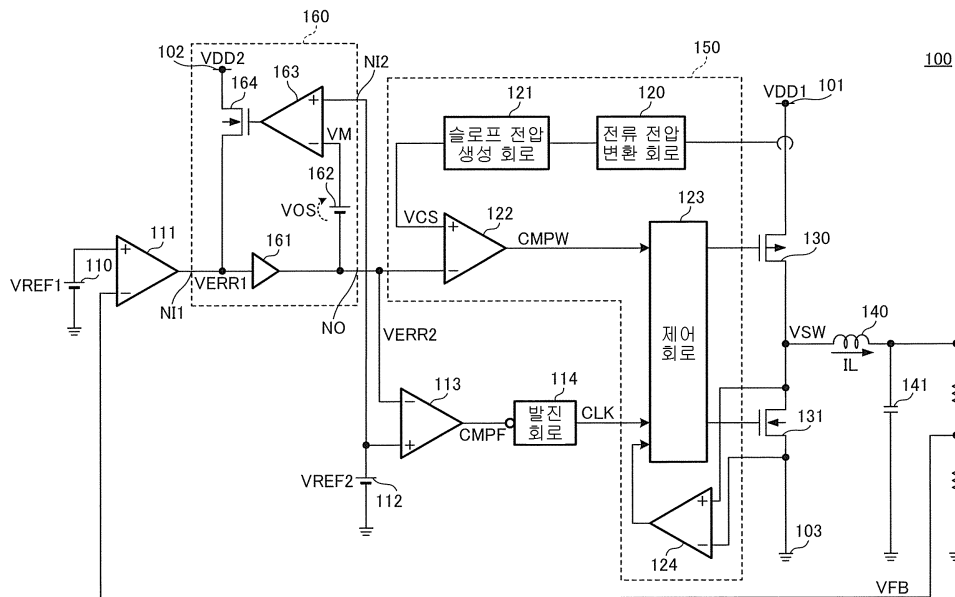 160
150
100
102
VDD2
164
163
NI2
121
120
VDD1
101
슬로프 전압
생성 회로
전류 전압
변환 회로
+
−
VM
162
VOS
VCS
122
123
+
−
CMPW
130
111
+
−
161
110
VREF1
NI1
VERR1
NO
제어
회로
VSW
140
IL
VERR2
113
114
−
+
발진
회로
CLK
CMPF
131
141
VREF2
112
+
−
124
103
VFB